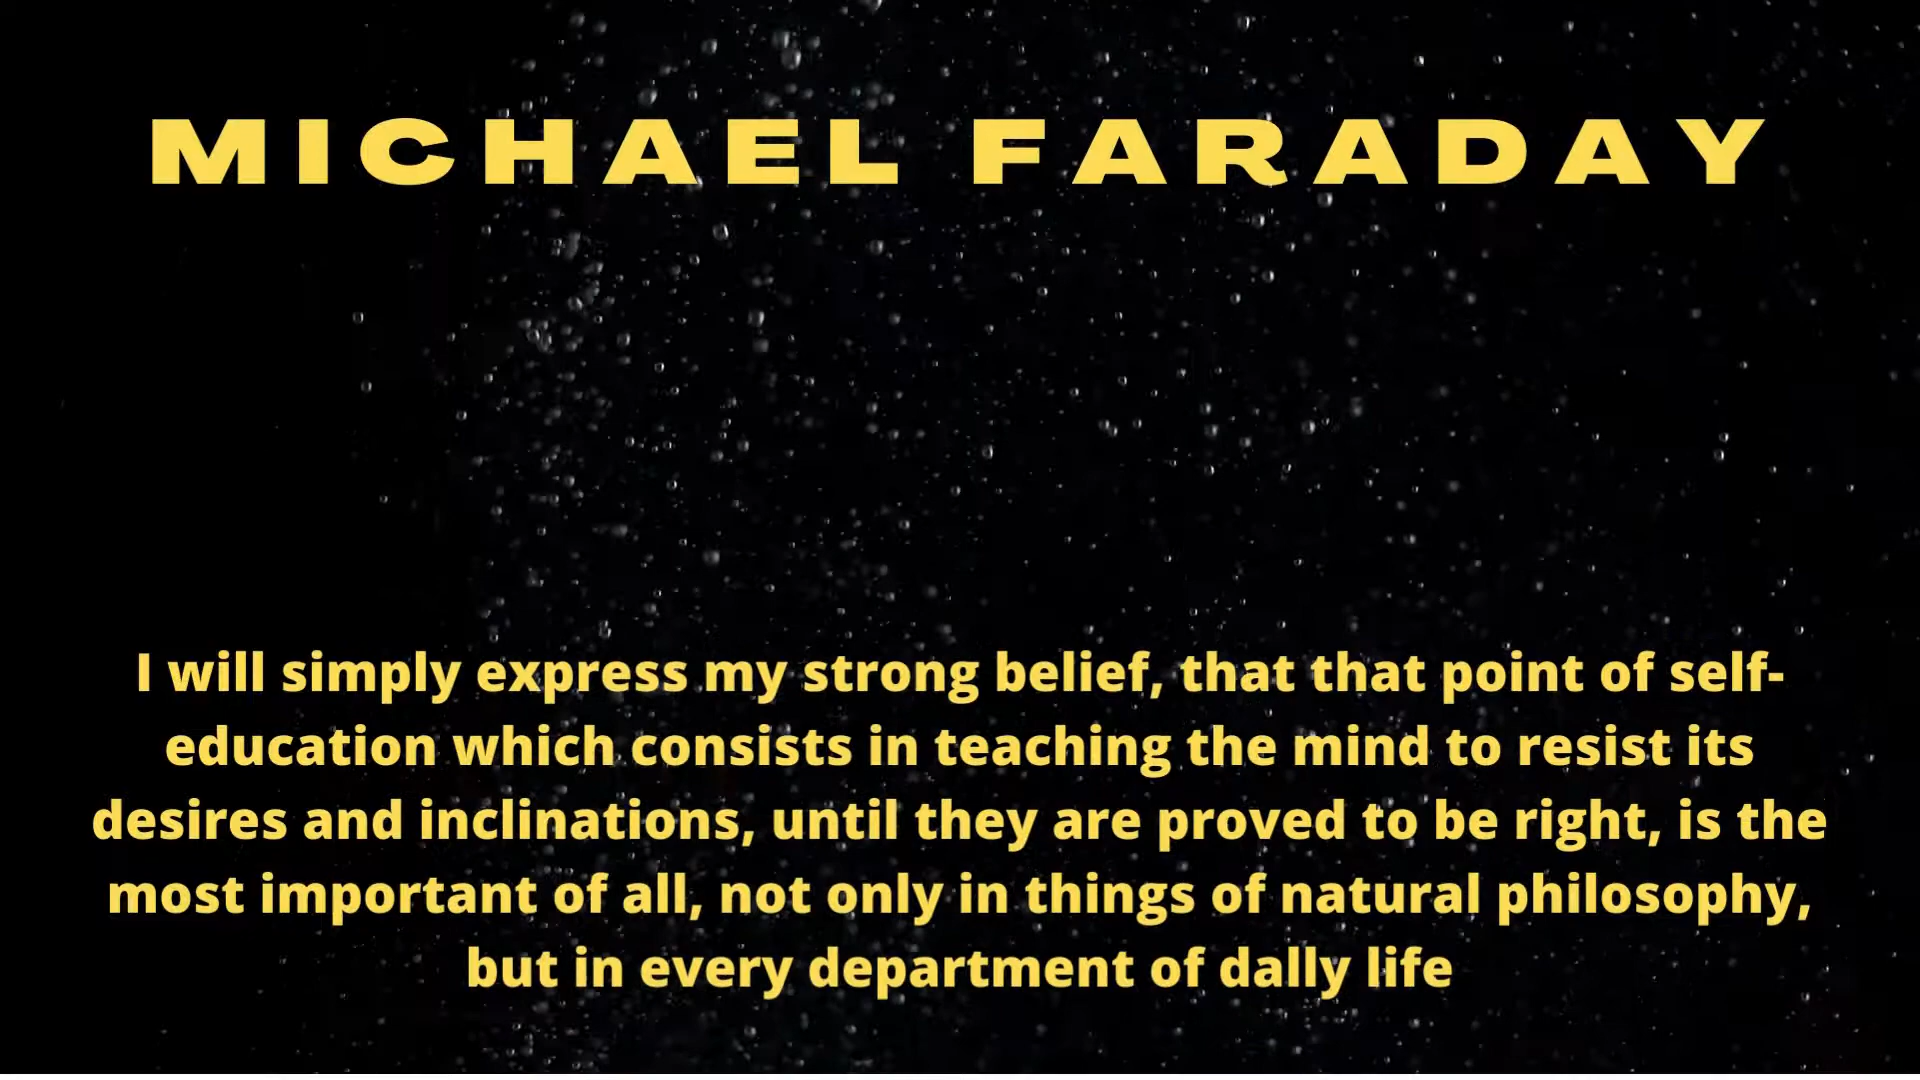 MICHAEL FARADAY
I will simply express my strong belief, that that point of self-
education which consists in teaching the mind to resist its
desires and inclinations, until they are proved to be right, is the
most important of all, not only in things of natural philosophy,
but in every department of dally life